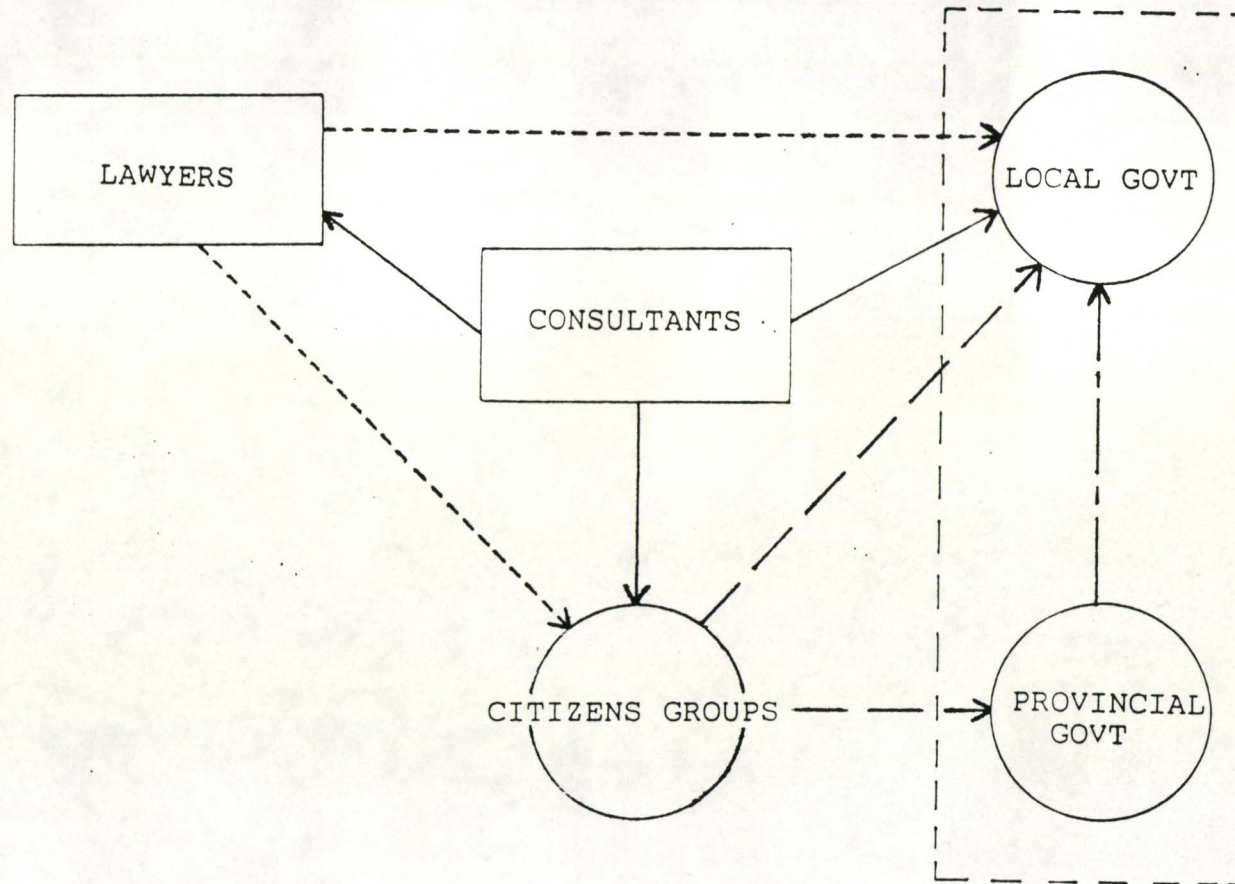 LAWYERS
LOCAL GOVT
CONSULTANTS
CITIZENS GROUPS
PROVINCIAL
GOVT